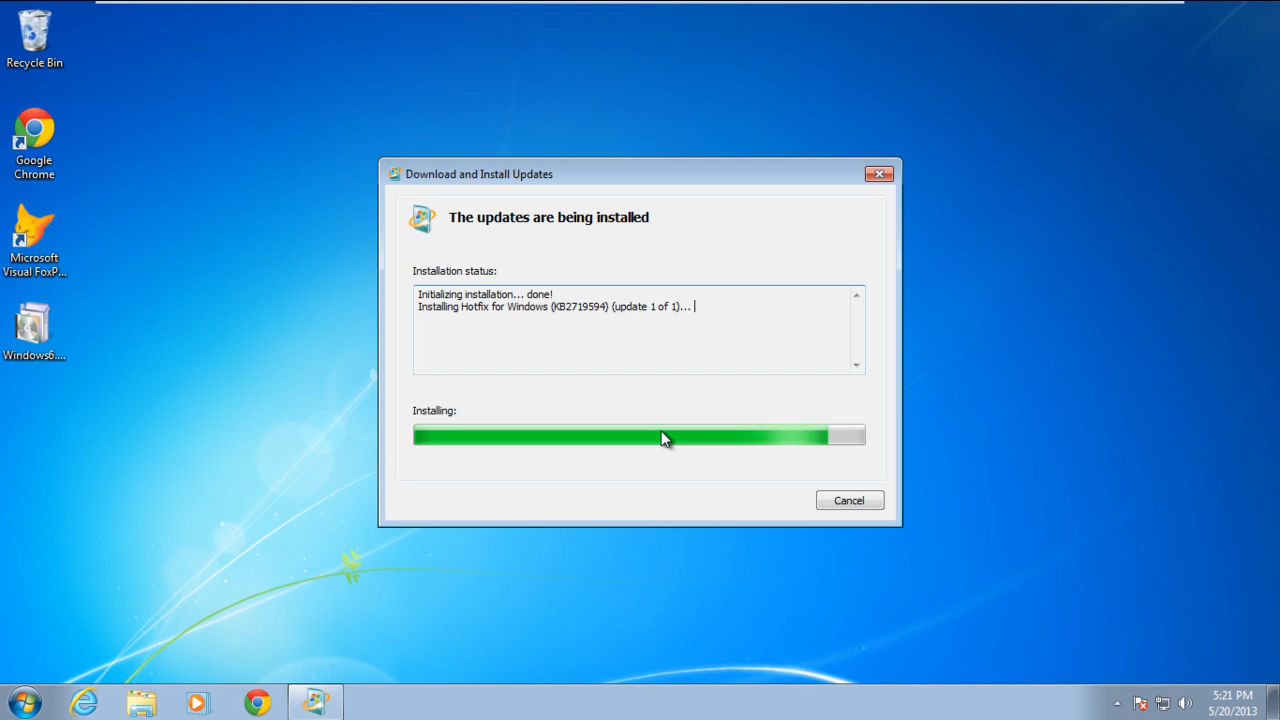 Recycle Bin
Google
Chrome
Microsoft
Visual FoxP...
Windows6....
Download and Install Updates
The updates are being installed
Installation status:
Initializing installation... done!
Installing Hotfix for Windows (KB2719594) (update 1 of 1)...
Installing:
Cancel
5:21 PM
5/20/2013